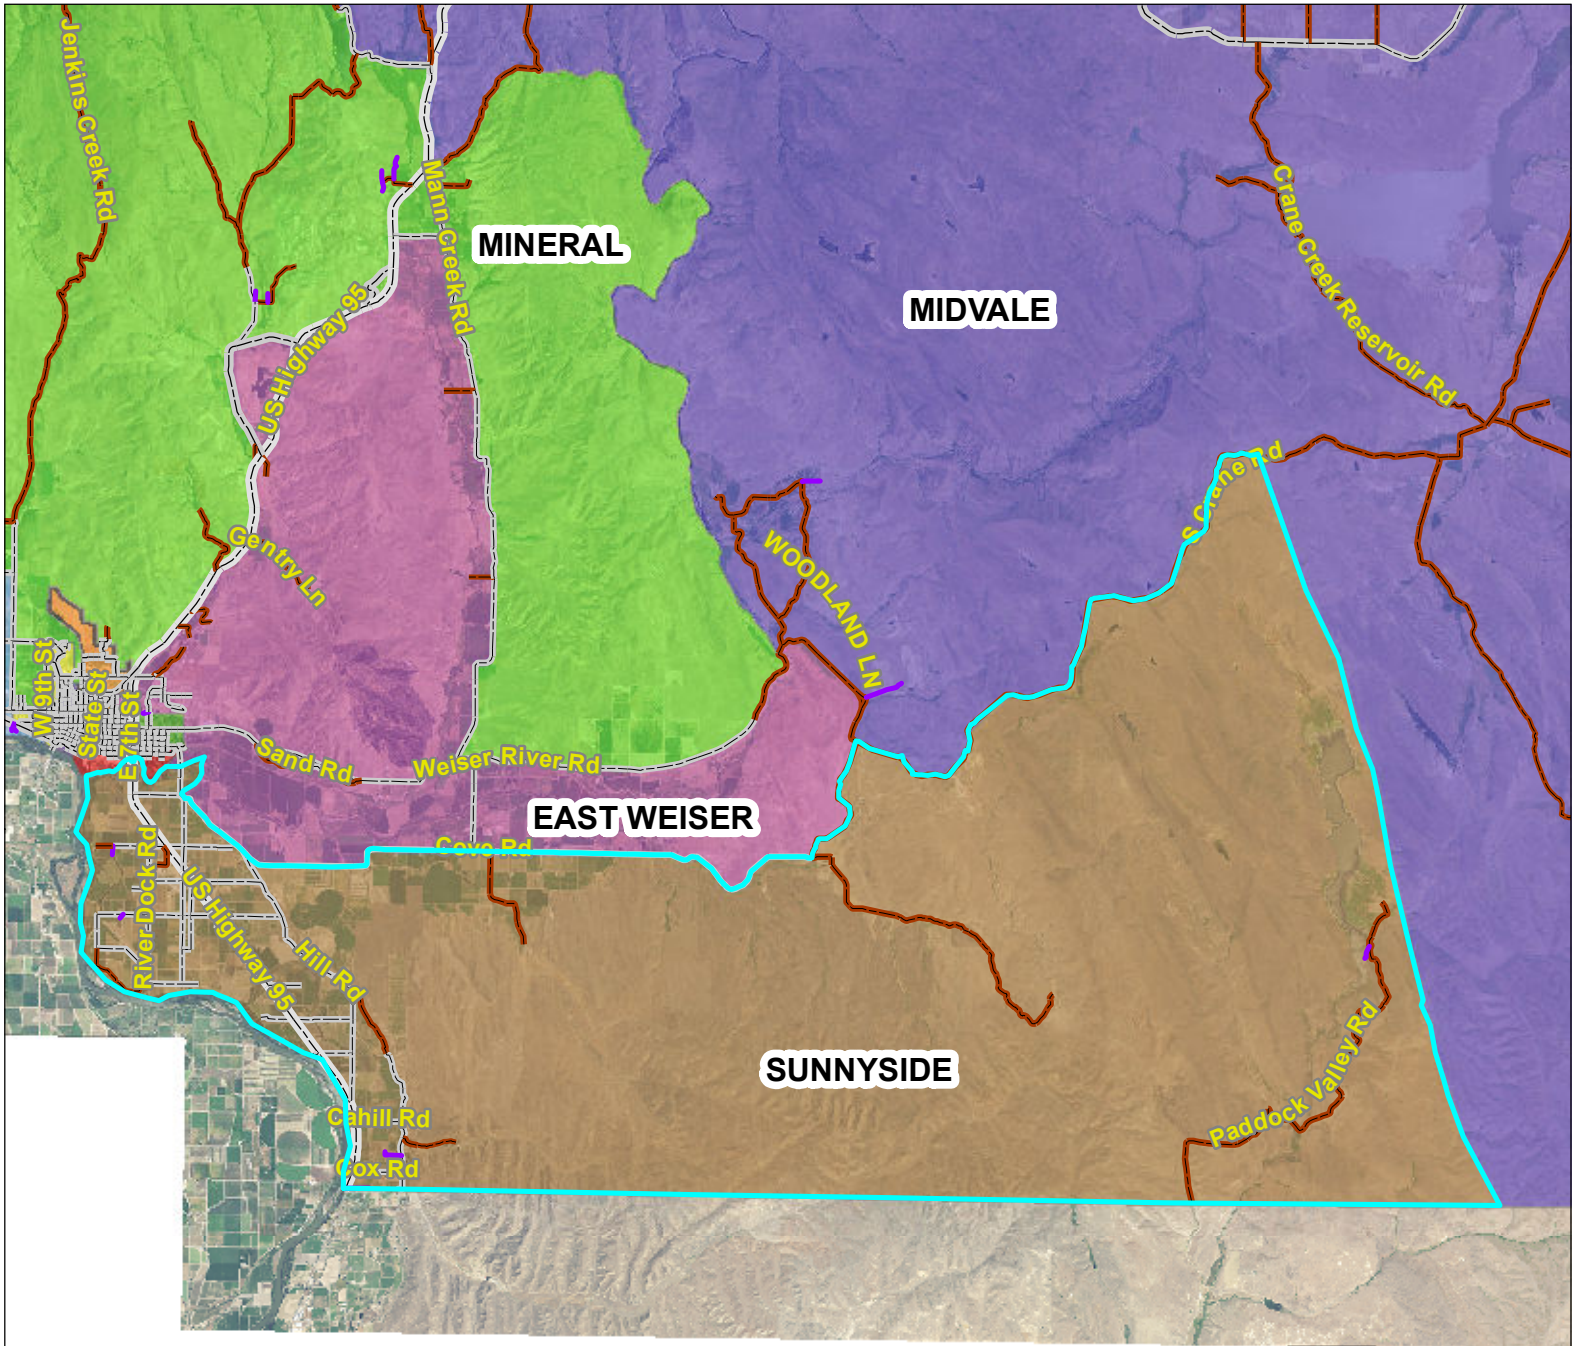 Jenkins Creek Rd
Mann Creek Rd
MINERAL
MIDVALE
Crane Creek Reservoir Rd
US Highway 95
S Crane Rd
Gentry Ln
WOODLAND LN
W 9th St
State St
E 7th St
Sand Rd
Weiser River Rd
EAST WEISER
Cove Rd
River Dock Rd
US Highway 95
Hill Rd
SUNNYSIDE
Paddock Valley Rd
Cahill Rd
Cox Rd